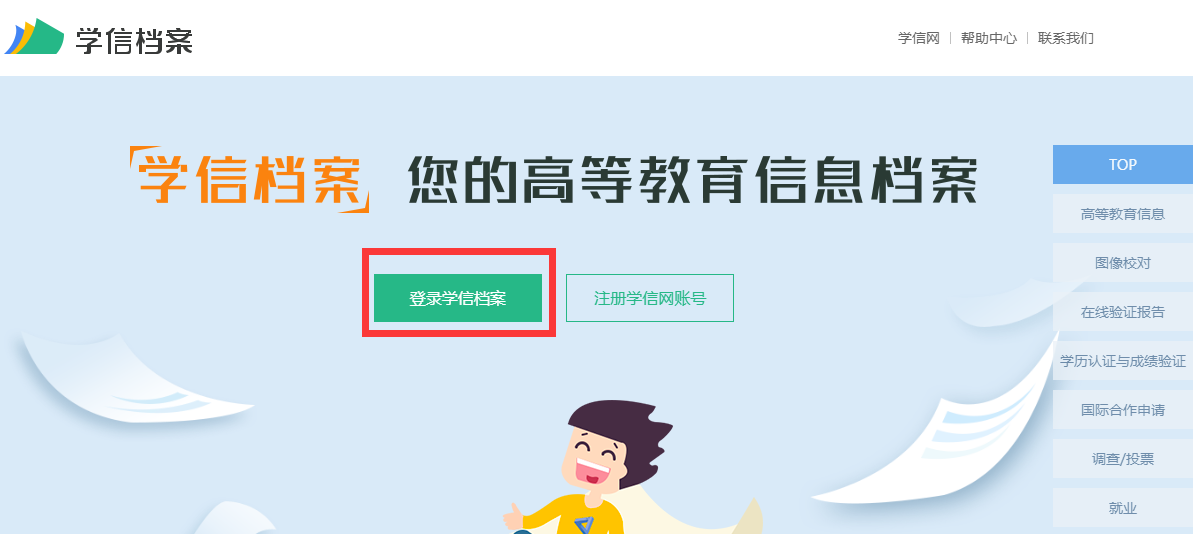 学信档案
学信网 | 帮助中心 | 联系我们
学信档案 您的高等教育信息档案
登录学信档案
注册学信网账号
TOP
高等教育信息
图像校对
在线验证报告
学历认证与成绩验证
国际合作申请
调查/投票
就业